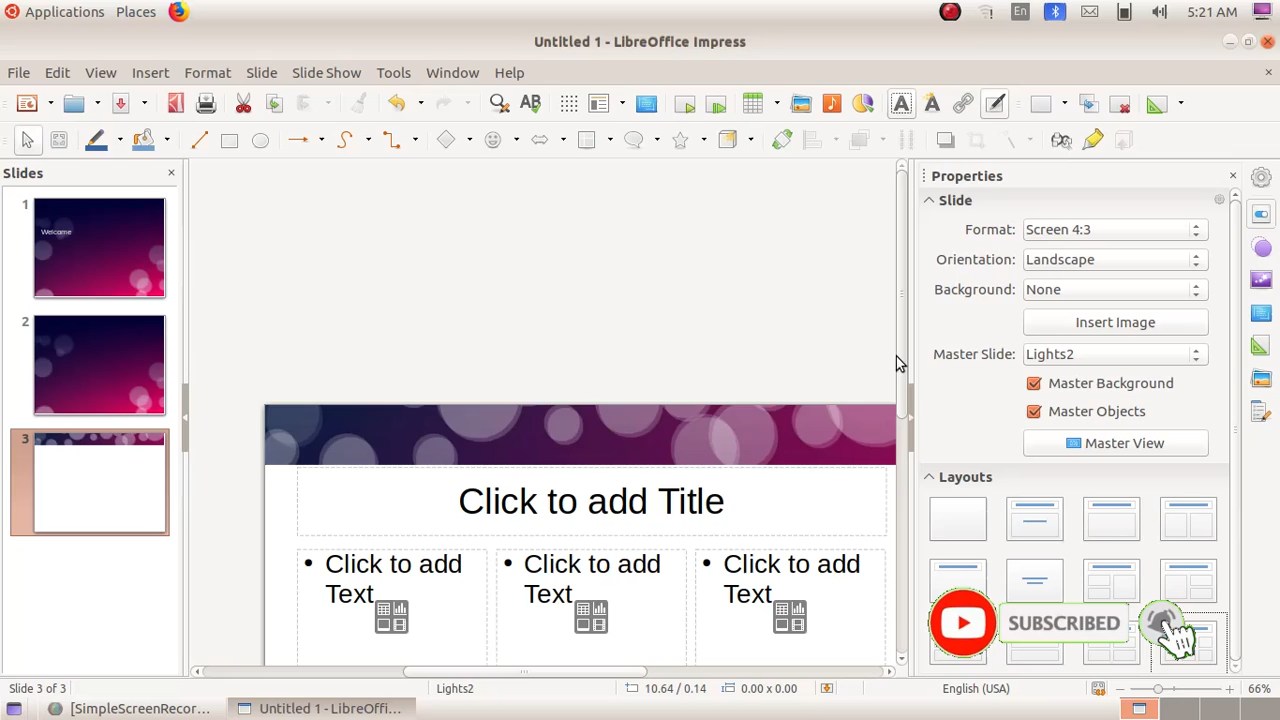 Applications Places
En
5:21 AM
Untitled 1 - LibreOffice Impress
File Edit View Insert Format Slide Slide Show Tools Window Help
Slides
Properties
1
Welcome
2
3
Slide
Format: Screen 4:3
Orientation: Landscape
Background: None
Insert Image
Master Slide: Lights2
Master Background
Master Objects
Master View
Layouts
Click to add Title
• Click to add Text
• Click to add Text
• Click to add Text
SUBSCRIBED
Slide 3 of 3
Lights2
10.64 / 0.14
0.00 x 0.00
English (USA)
66%
[SimpleScreenRecor...
Untitled 1 - LibreOffi...